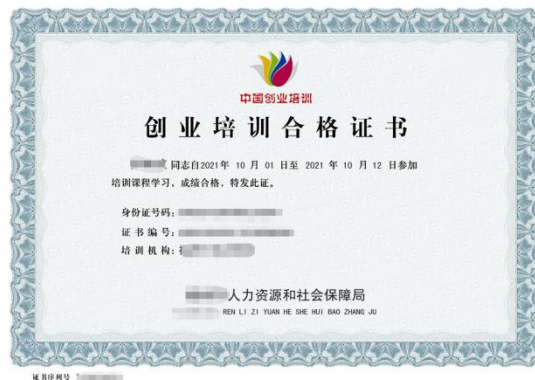 中国创业培训
创业培训合格证书
同志自2021年 10 月 01 日至 2021 年 10 月 12 日参加
培训课程学习，成绩合格，特发此证。
身份证号码：
证书编号：
培训机构：
人力资源和社会保障局
REN LI ZI YUAN HE SHE HUI BAO ZHANG JU
证书序列号